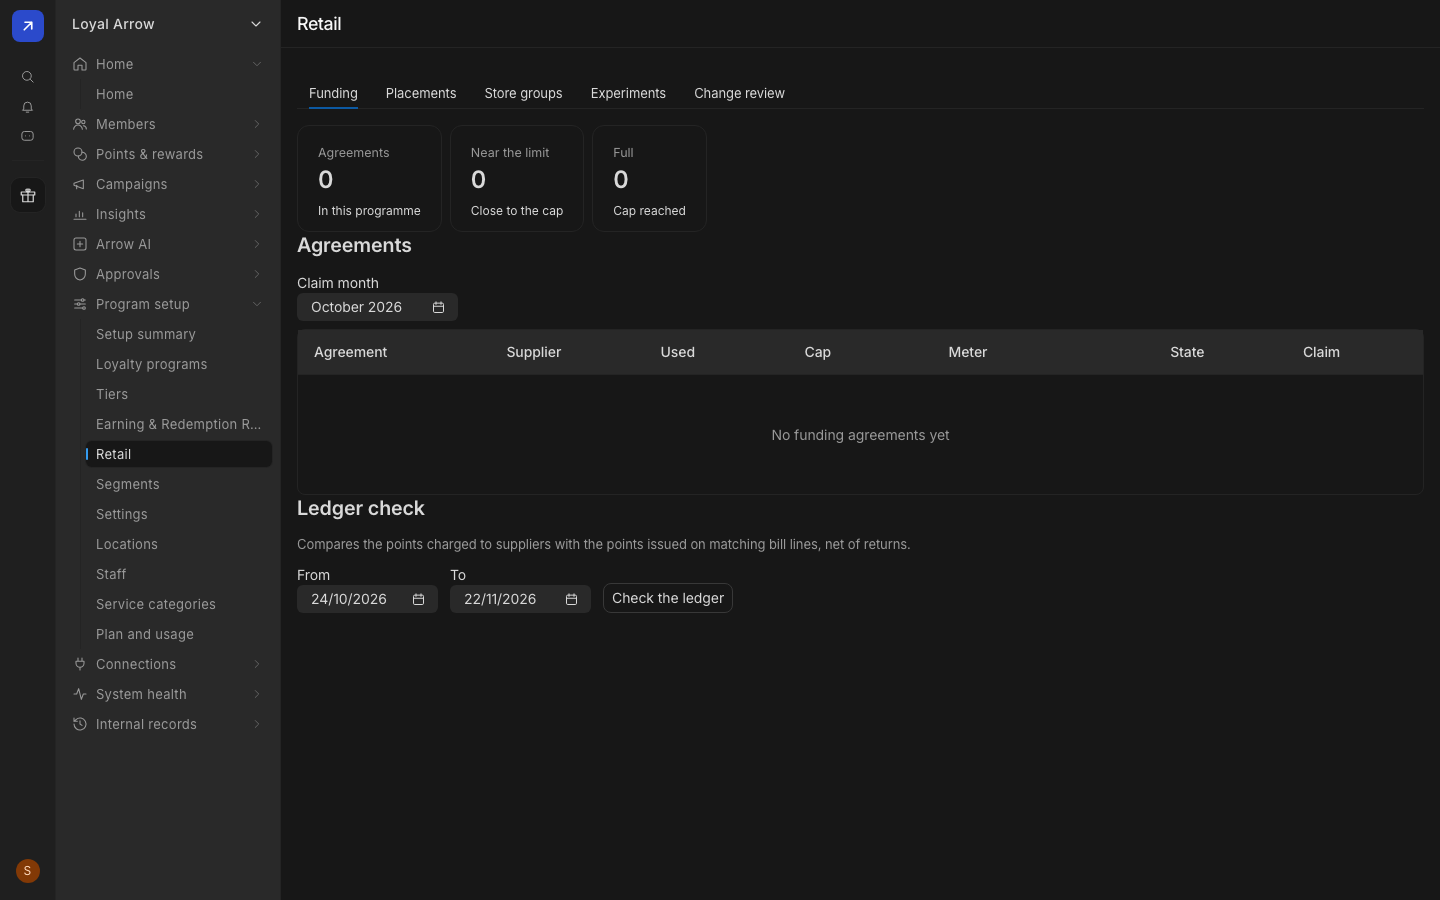 Loyal Arrow
Home
Home
Members
Points & rewards
Campaigns
Insights
Arrow AI
Approvals
Program setup
Setup summary
Loyalty programs
Tiers
Earning & Redemption R...
Retail
Segments
Settings
Locations
Staff
Service categories
Plan and usage
Connections
System health
Internal records
S
Retail
Funding Placements Store groups Experiments Change review
Agreements
0
In this programme
Near the limit
0
Close to the cap
Full
0
Cap reached
Agreements
Claim month
October 2026
Agreement Supplier Used Cap Meter State Claim
No funding agreements yet
Ledger check
Compares the points charged to suppliers with the points issued on matching bill lines, net of returns.
From To
24/10/2026 22/11/2026 Check the ledger